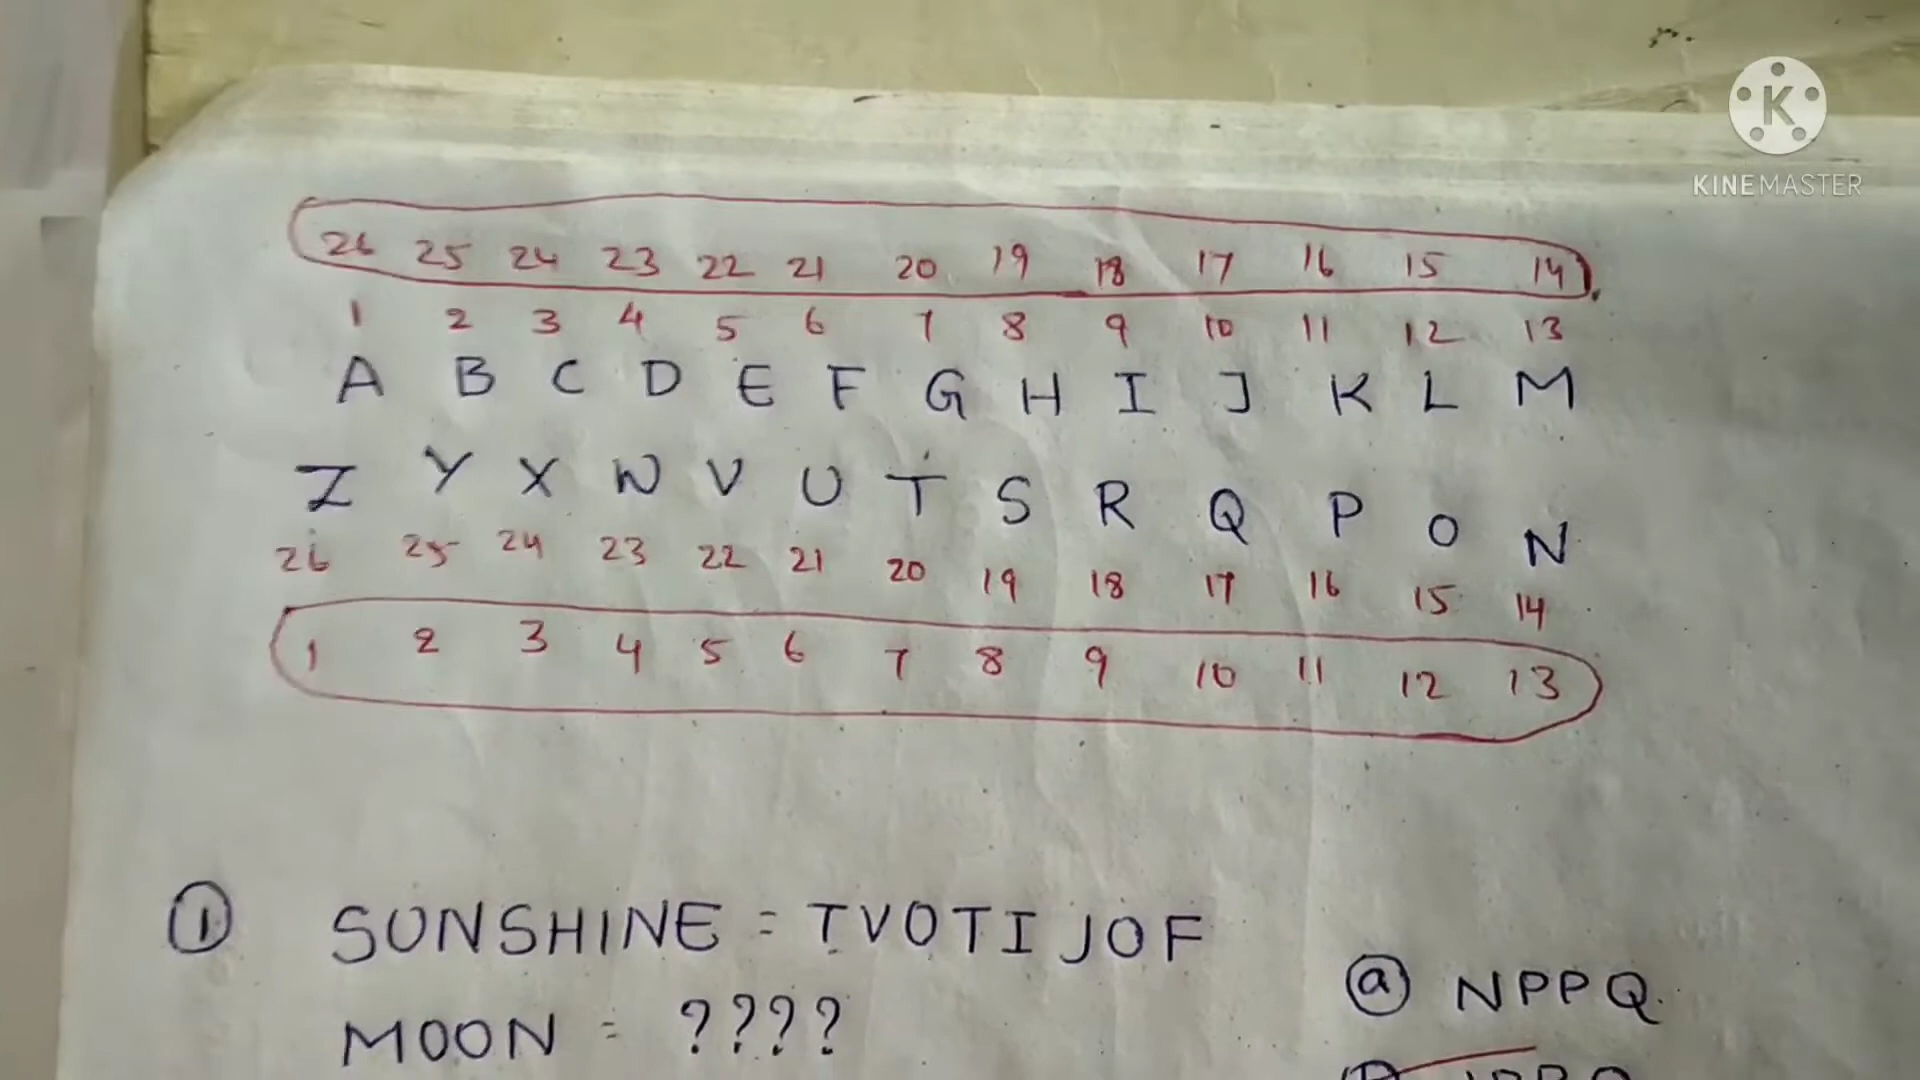 KINEMASTER
26 25 24 23 22 21 20 19 18 17 16 15 14
1 2 3 4 5 6 7 8 9 10 11 12 13
A B C D E F G H I J K L M
Z Y X W V U T S R Q P O N
26 25 24 23 22 21 20 19 18 17 16 15 14
1 2 3 4 5 6 7 8 9 10 11 12 13
① SUNSHINE = TVOTIJOF
MOON = ????
ⓐ NPPQ.